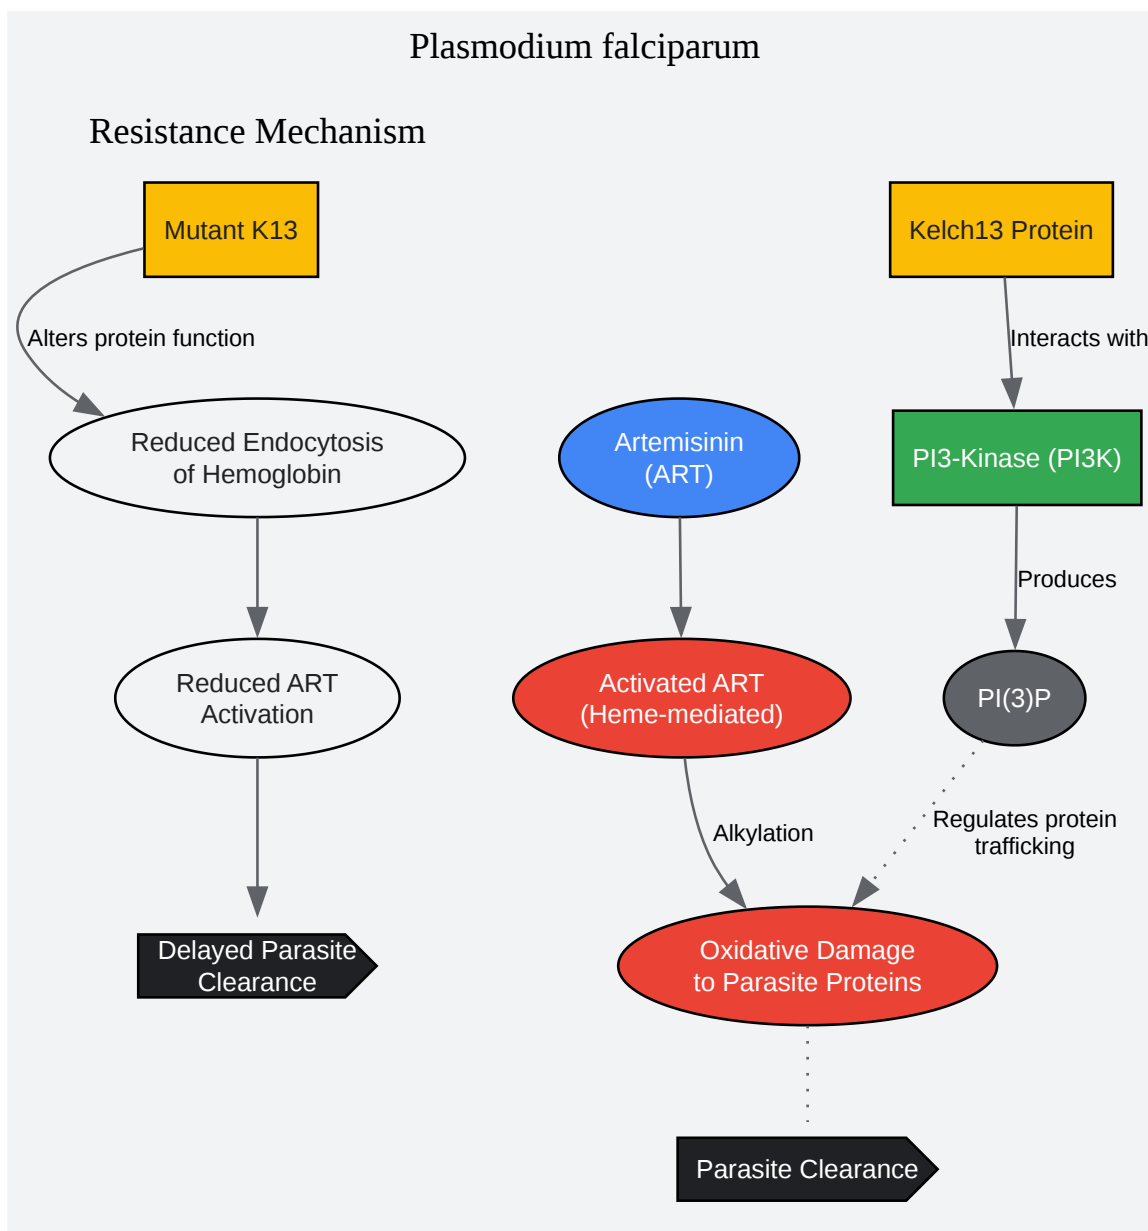 Plasmodium falciparum
Resistance Mechanism
Mutant K13
Kelch13 Protein
Alters protein function
Interacts with
Reduced Endocytosis
of Hemoglobin
Artemisinin
(ART)
PI3-Kinase (PI3K)
Produces
Reduced ART
Activation
Activated ART
(Heme-mediated)
PI(3)P
Alkylation
Regulates protein
trafficking
Delayed Parasite
Clearance
Oxidative Damage
to Parasite Proteins
Parasite Clearance